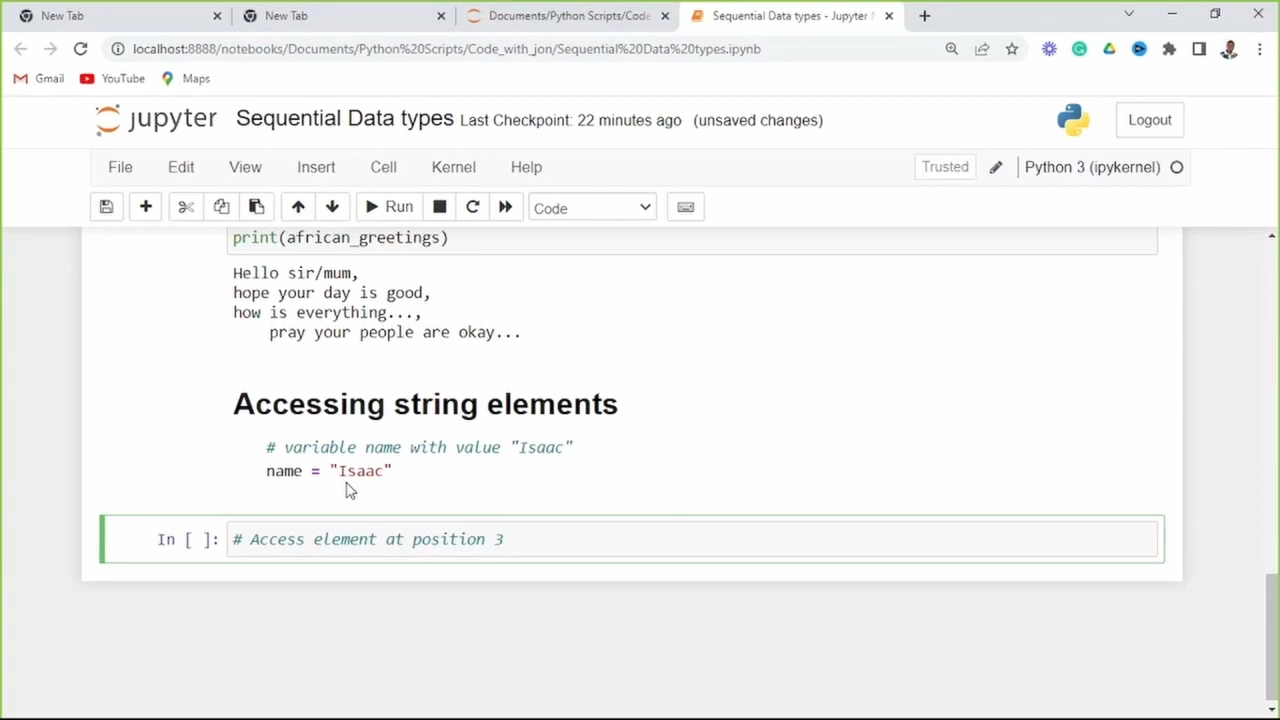 New Tab
New Tab
Documents/Python Scripts/Code
Sequential Data types - Jupyter
localhost:8888/notebooks/Documents/Python%20Scripts/Code_with_jon/Sequential%20Data%20types.ipynb
Gmail YouTube Maps
jupyter Sequential Data types Last Checkpoint: 22 minutes ago (unsaved changes)
Logout
File Edit View Insert Cell Kernel Help
Trusted Python 3 (ipykernel)
Run Code
print(african_greetings)
Hello sir/mum,
hope your day is good,
how is everything...,
    pray your people are okay...
Accessing string elements
# variable name with value "Isaac"
name = "Isaac"
In [ ]: # Access element at position 3